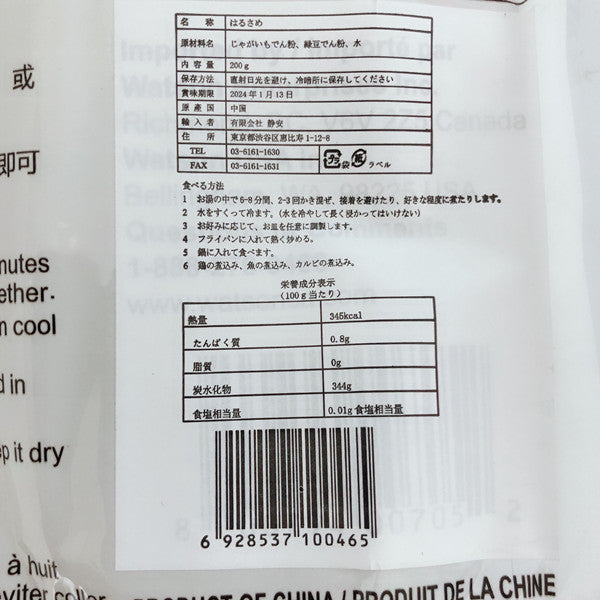 名称 はるさめ
原材料名 じゃがいもでん粉、緑豆でん粉、水
内容量 200g
保存方法 直射日光を避け、冷暗所に保存してください
賞味期限 2024年1月13日
原産国 中国
輸入者 有限会社 静安
住所 東京都渋谷区恵比寿1-12-8
TEL 03-6161-1630
FAX 03-6161-1631
プラ 袋 紙 ラベル
食べる方法
1 お湯の中で6-8分間、2-3回かき混ぜ、接着を避けたり、好きな程度に煮たりします。
2 水をすくって冷ます。(水を冷やして長く浸かってはいけない)
3 お好みに応じて、お皿を任意に調製します。
4 フライパンに入れて熱く炒める。
5 鍋に入れて食べます。
6 鶏の煮込み、魚の煮込み、カルビの煮込み。
栄養成分表示
(100g当たり)
熱量 345kcal
たんぱく質 0.8g
脂質 0g
炭水化物 344g
食塩相当量 0.01g食塩相当量
6 928537 100465
或
即可
nutes
ether.
n cool
d in
p it dry
à huit
éviter coller
PRODUCT OF CHINA / PRODUIT DE LA CHINE